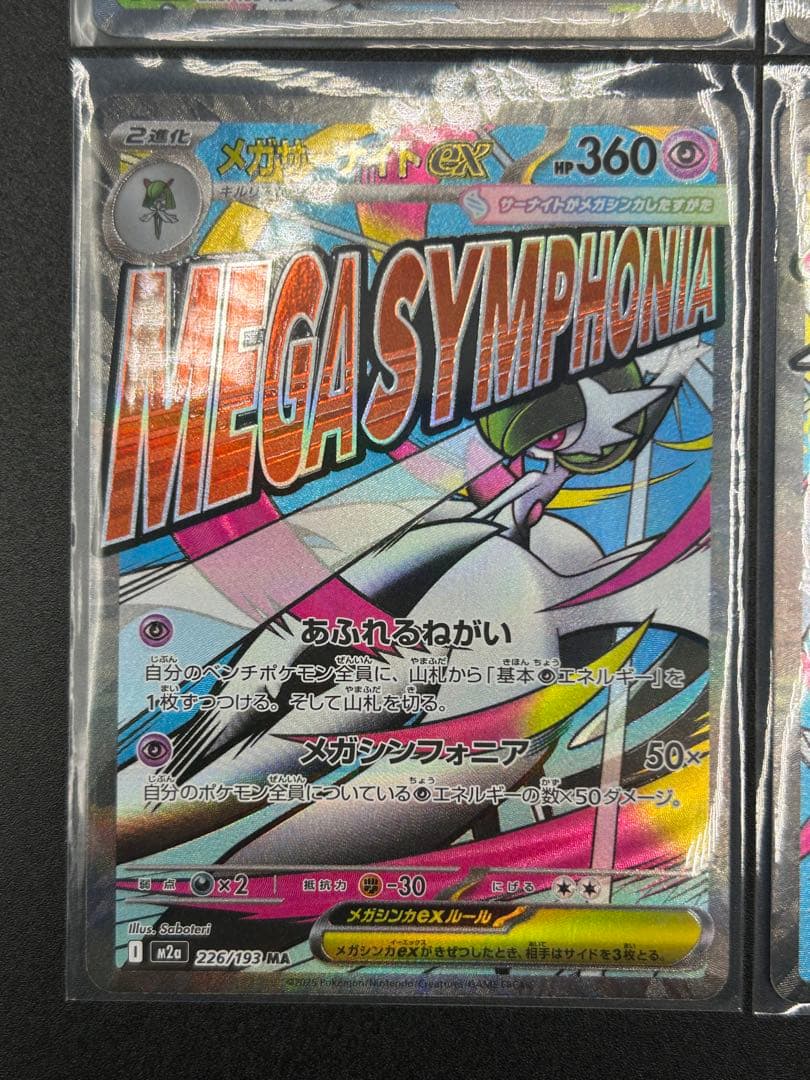 2進化
メガサーナイトex
HP 360
サーナイトがメガシンカしたすがた
MEGA SYMPHONIA
あふれるねがい
自分のベンチポケモン全員に、山札から「基本エネルギー」を
1枚ずつつける。そして山札を切る。
メガシンフォニア 50×
自分のポケモン全員についているエネルギーの数×50ダメージ。
弱点 ×2 抵抗力 -30 にげる
メガシンカexルール
メガシンカexがきぜつしたとき、相手はサイドを3枚とる。
Illus. Saboteri
I m2a 226/193 MA
©2025 Pokémon/Nintendo/Creatures/GAME FREAK